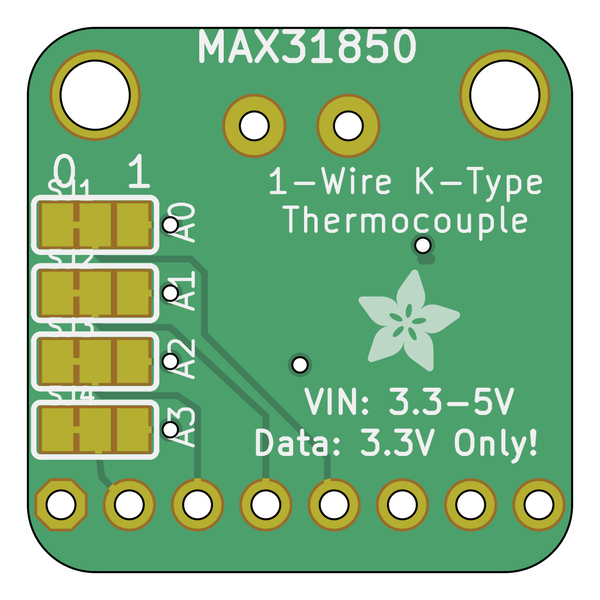 MAX31850
0 1
1-Wire K-Type
Thermocouple
A0
A1
A2
A3
VIN: 3.3-5V
Data: 3.3V Only!